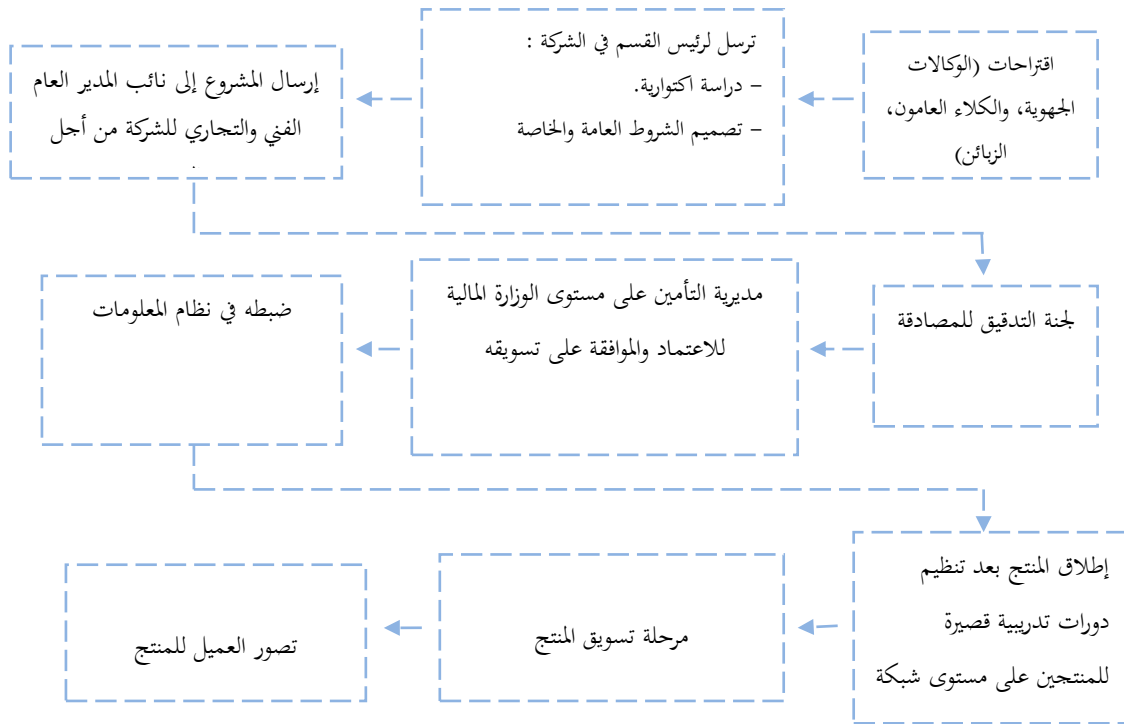 اقتراحات (الوكالات
الجهوية، والكلاء العامون،
الزبائن)
ترسل لرئيس القسم في الشركة :
– دراسة اكتوارية.
– تصميم الشروط العامة والخاصة
إرسال المشروع إلى نائب المدير العام
الفني والتجاري للشركة من أجل
.
لجنة التدقيق للمصادقة
مديرية التأمين على مستوى الوزارة المالية
للاعتماد والموافقة على تسويقه
ضبطه في نظام المعلومات
إطلاق المنتج بعد تنظيم
دورات تدريبية قصيرة
للمنتجين على مستوى شبكة
مرحلة تسويق المنتج
تصور العميل للمنتج